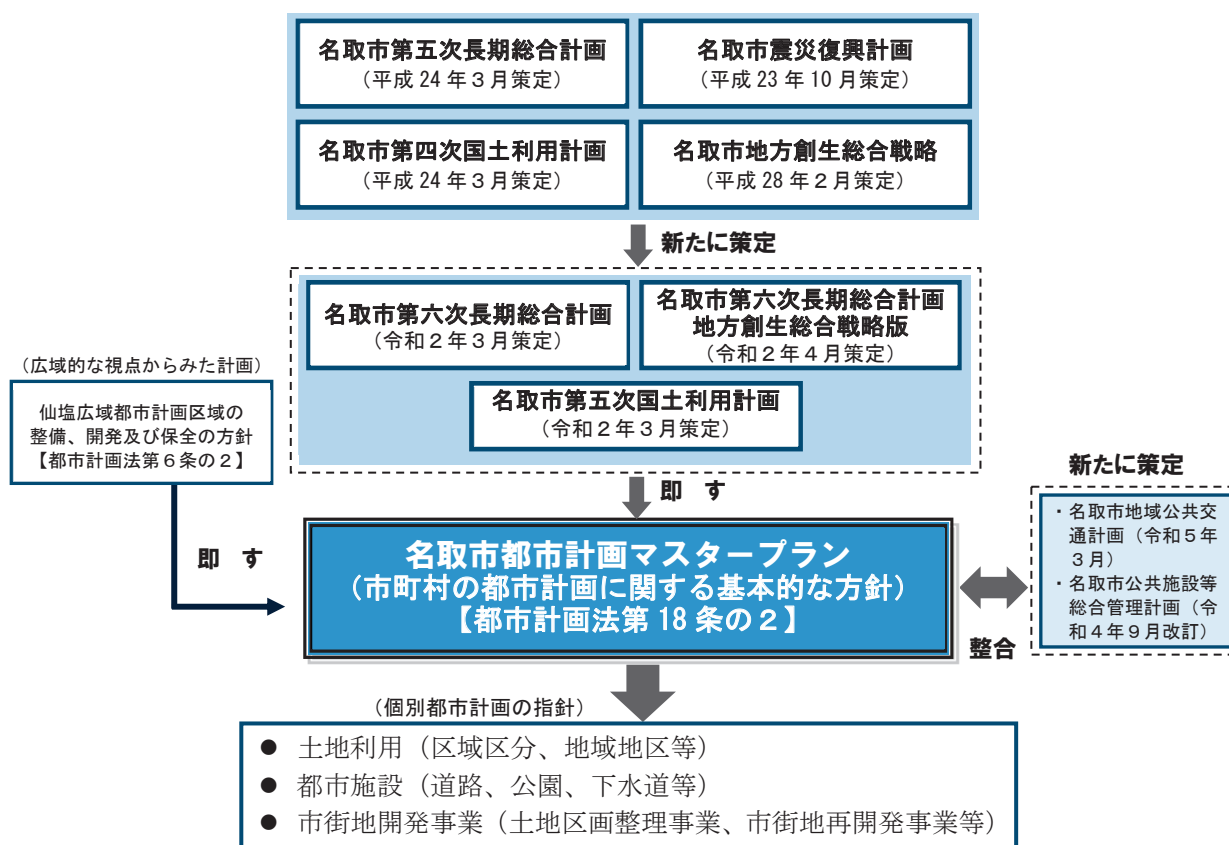 名取市第五次長期総合計画
（平成 24 年３月策定）
名取市震災復興計画
（平成 23 年 10 月策定）
名取市第四次国土利用計画
（平成 24 年３月策定）
名取市地方創生総合戦略
（平成 28 年２月策定）
新たに策定
名取市第六次長期総合計画
（令和２年３月策定）
名取市第六次長期総合計画
地方創生総合戦略版
（令和２年４月策定）
名取市第五次国土利用計画
（令和２年３月策定）
（広域的な視点からみた計画）
仙塩広域都市計画区域の
整備、開発及び保全の方針
【都市計画法第６条の２】
即 す
即 す
名取市都市計画マスタープラン
（市町村の都市計画に関する基本的な方針）
【都市計画法第 18 条の２】
新たに策定
・名取市地域公共交
通計画（令和５年
３月）
・名取市公共施設等
総合管理計画（令
和４年９月改訂）
整合
（個別都市計画の指針）
● 土地利用（区域区分、地域地区等）
● 都市施設（道路、公園、下水道等）
● 市街地開発事業（土地区画整理事業、市街地再開発事業等）